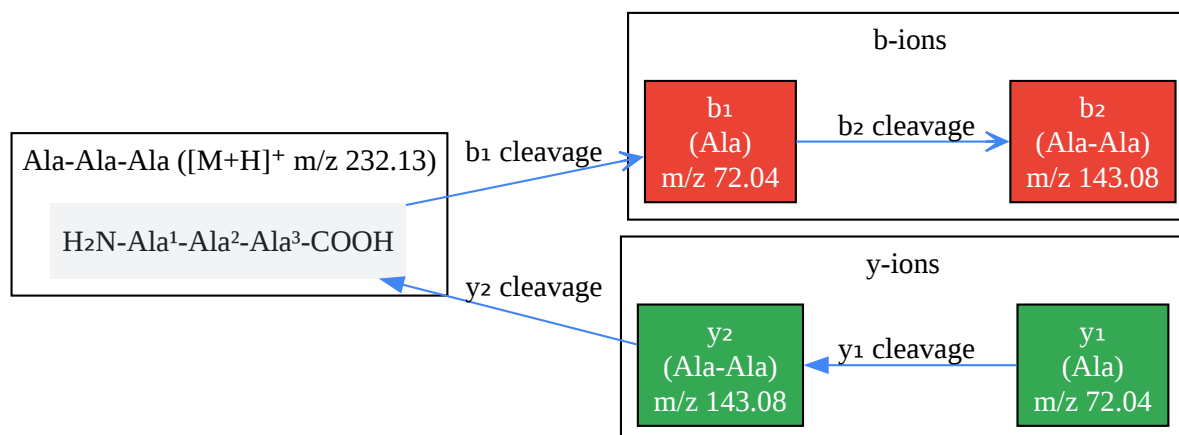 Ala-Ala-Ala ([M+H]⁺ m/z 232.13)
H₂N-Ala¹-Ala²-Ala³-COOH
b₁ cleavage
y₂ cleavage
b-ions
b₁
(Ala)
m/z 72.04
b₂ cleavage
b₂
(Ala-Ala)
m/z 143.08
y-ions
y₂
(Ala-Ala)
m/z 143.08
y₁ cleavage
y₁
(Ala)
m/z 72.04